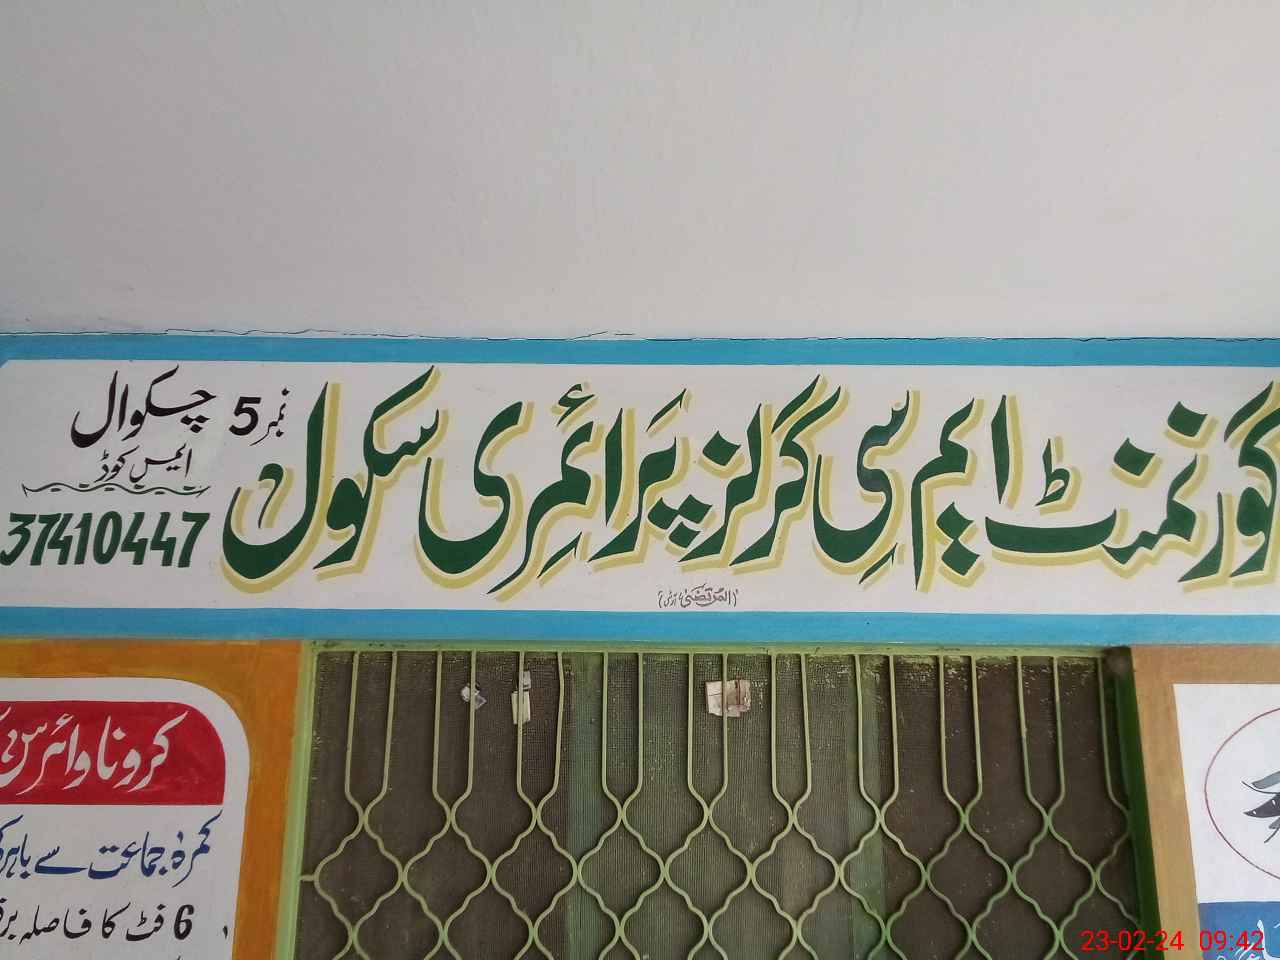 گورنمنٹ ایم سی گرلز پرائمری سکول نمبر 5 چکوال
ایمس کوڈ
37410447
المرتضیٰ
کرونا وائرس
کمرۂ جماعت سے باہر
6 فٹ کا فاصلہ
23-02-24 09:42